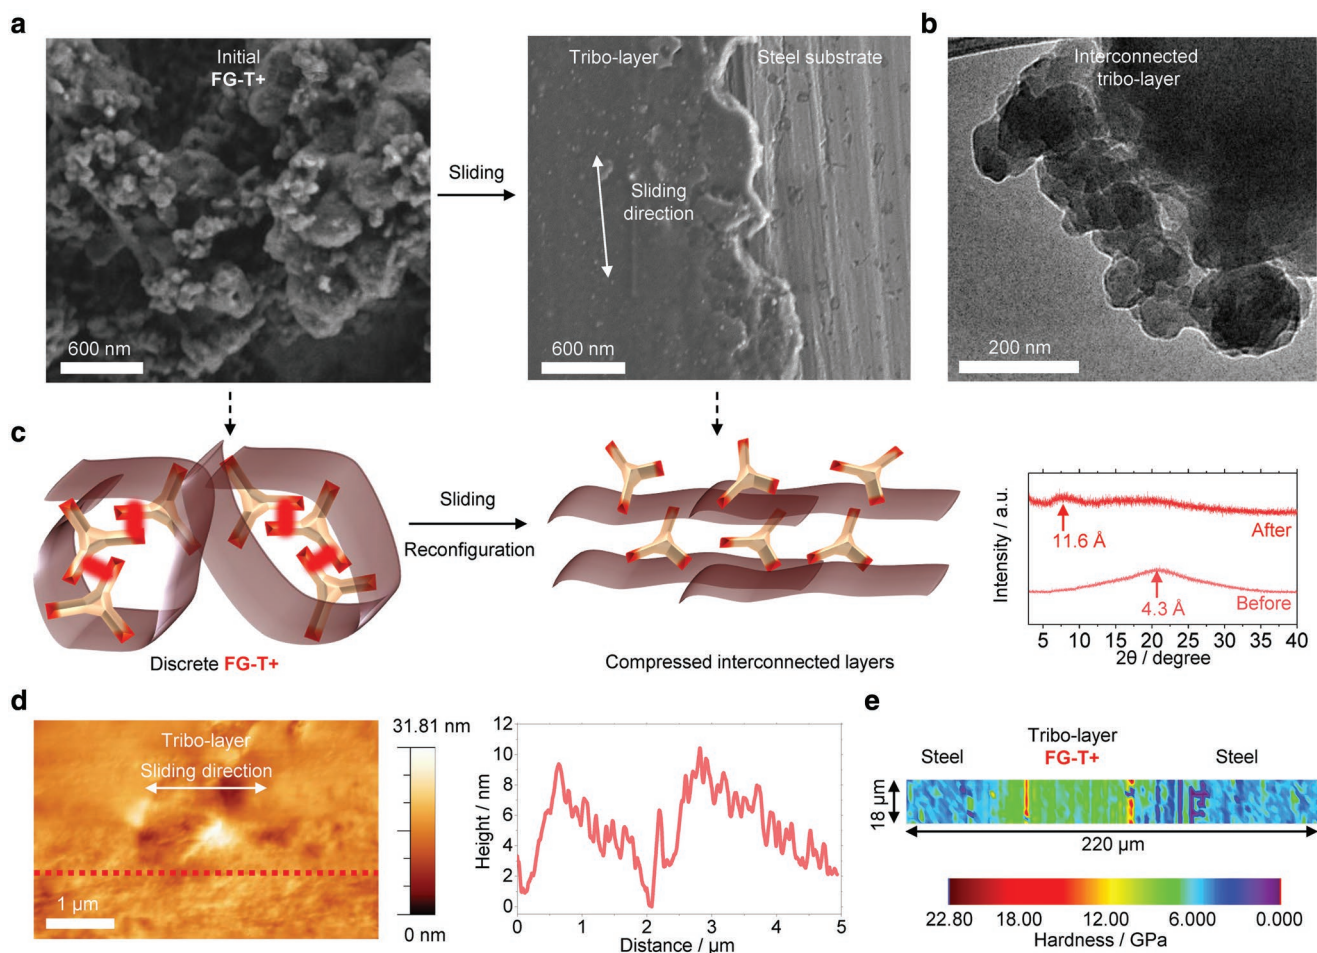 a
Initial
FG-T+
600 nm
Sliding
Tribo-layer
Steel substrate
Sliding
direction
600 nm
b
Interconnected
tribo-layer
200 nm
c
Discrete FG-T+
Sliding
Reconfiguration
Compressed interconnected layers
Intensity / a.u.
After
11.6 Å
Before
4.3 Å
5 10 15 20 25 30 35 40
2θ / degree
d
Tribo-layer
Sliding direction
1 µm
31.81 nm
0 nm
Height / nm
12
10
8
6
4
2
0
0 1 2 3 4 5
Distance / µm
e
Steel
Tribo-layer
FG-T+
Steel
18 µm
220 µm
22.80 18.00 12.00 6.000 0.000
Hardness / GPa